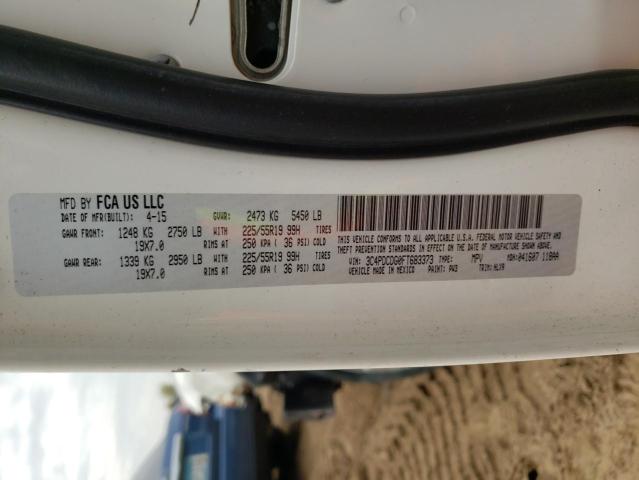 MFD BY FCA US LLC
DATE OF MFR(BUILT): 4-15 GVWR: 2473 KG 5450 LB
GAWR FRONT: 1248 KG 2750 LB WITH 225/55R19 99H TIRES
19X7.0 RIMS AT 250 KPA ( 36 PSI) COLD
GAWR REAR: 1339 KG 2950 LB WITH 225/55R19 99H TIRES
19X7.0 RIMS AT 250 KPA ( 36 PSI) COLD
THIS VEHICLE CONFORMS TO ALL APPLICABLE U.S.A. FEDERAL MOTOR VEHICLE SAFETY AND
THEFT PREVENTION STANDARDS IN EFFECT ON THE DATE OF MANUFACTURE SHOWN ABOVE.
VIN: 3C4PDCDG0FT683373 TYPE: MPV MDH: 041607 118AA
VEHICLE MADE IN MEXICO PAINT: PW3 TRIM: HLX9